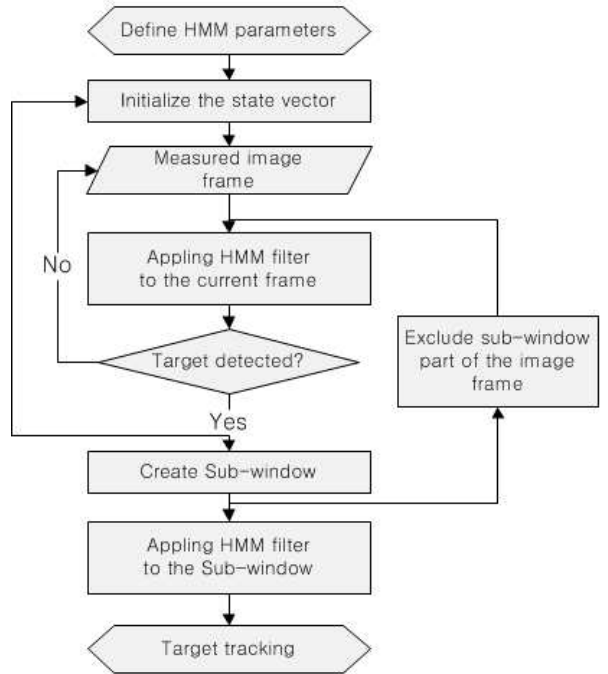 Define HMM parameters
Initialize the state vector
Measured image
frame
No
Appling HMM filter
to the current frame
Target detected?
Exclude sub-window
part of the image
frame
Yes
Create Sub-window
Appling HMM filter
to the Sub-window
Target tracking